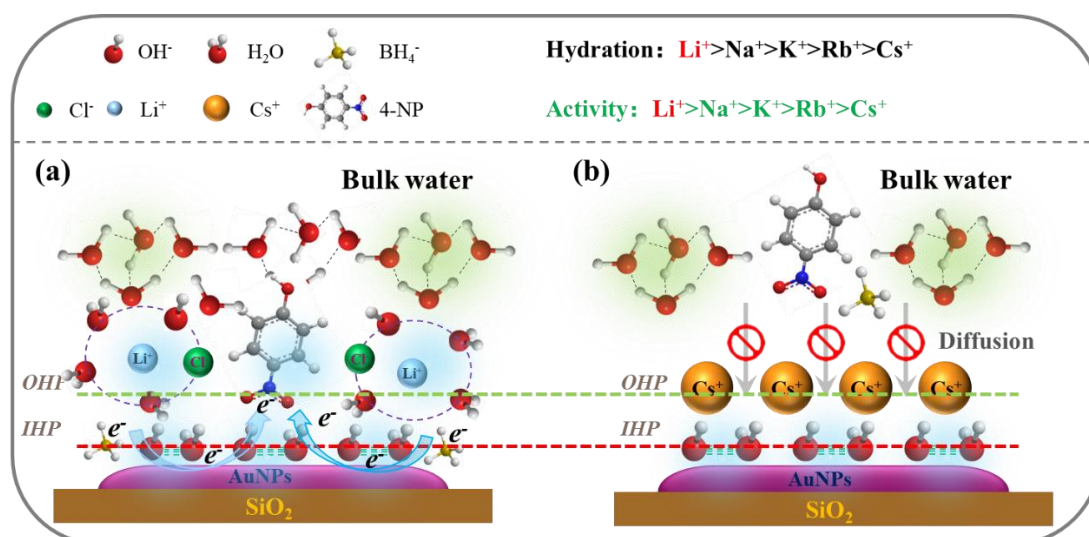 OH⁻ H₂O BH₄⁻ Hydration: Li⁺>Na⁺>K⁺>Rb⁺>Cs⁺
Cl⁻ Li⁺ Cs⁺ 4-NP Activity: Li⁺>Na⁺>K⁺>Rb⁺>Cs⁺
(a) Bulk water
Li⁺ Cl Cl Li⁺
OHP
e⁻
IHP e⁻ e⁻ e⁻
e⁻ e⁻
AuNPs
SiO₂
(b) Bulk water
Diffusion
OHP Cs⁺ Cs⁺ Cs⁺ Cs⁺
IHP
AuNPs
SiO₂